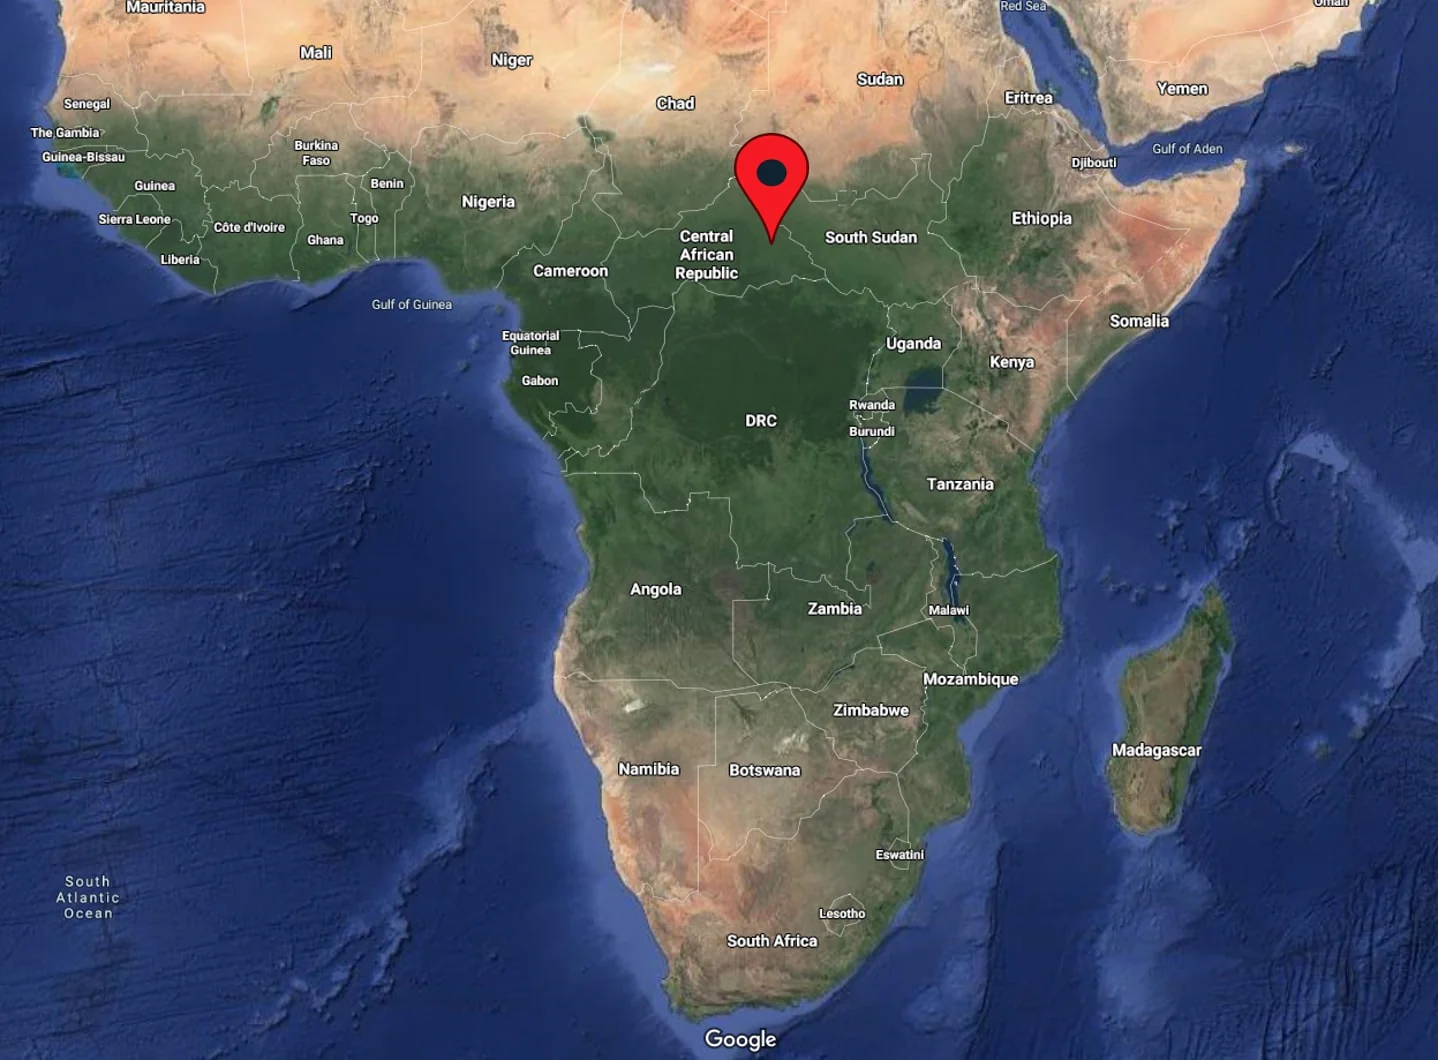 Mauritania
Red Sea
Oman
Mali
Niger
Sudan
Yemen
Chad
Eritrea
Senegal
The Gambia
Guinea-Bissau
Burkina
Faso
Gulf of Aden
Djibouti
Guinea
Benin
Nigeria
Sierra Leone
Côte d'Ivoire
Togo
Ghana
Ethiopia
Central
African
Republic
South Sudan
Liberia
Cameroon
Gulf of Guinea
Somalia
Equatorial
Guinea
Uganda
Kenya
Gabon
Rwanda
DRC
Burundi
Tanzania
Angola
Zambia
Malawi
Mozambique
Zimbabwe
Madagascar
Namibia
Botswana
Eswatini
South
Atlantic
Ocean
Lesotho
South Africa
Google